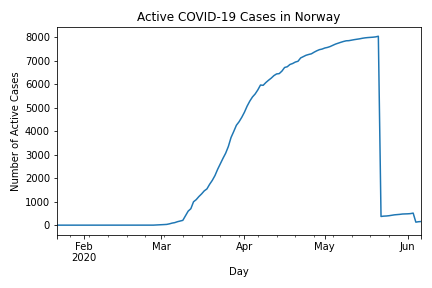 Active COVID-19 Cases in Norway
Number of Active Cases
8000
7000
6000
5000
4000
3000
2000
1000
0
Feb
2020
Mar
Apr
May
Jun
Day